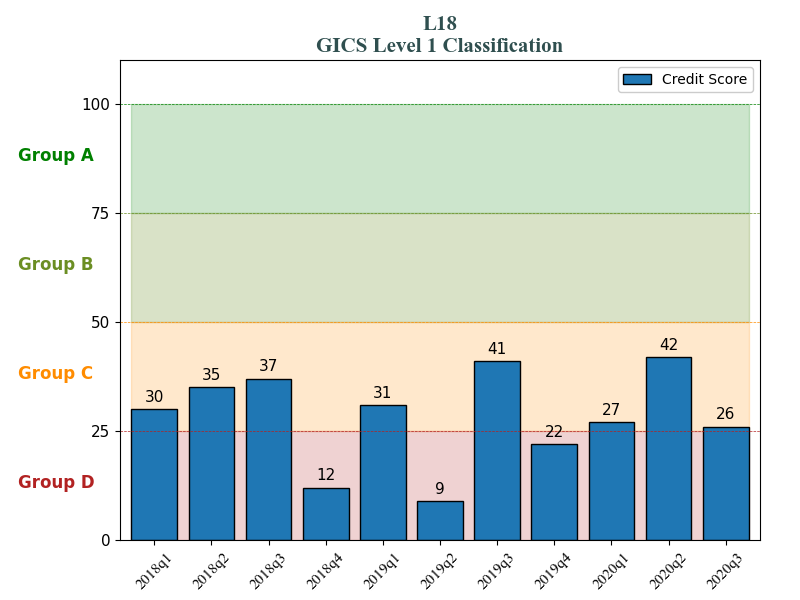 L18
GICS Level 1 Classification
Credit Score
100
Group A
75
Group B
50
Group C
25
Group D
0
30
35
37
12
31
9
41
22
27
42
26
2018q1
2018q2
2018q3
2018q4
2019q1
2019q2
2019q3
2019q4
2020q1
2020q2
2020q3